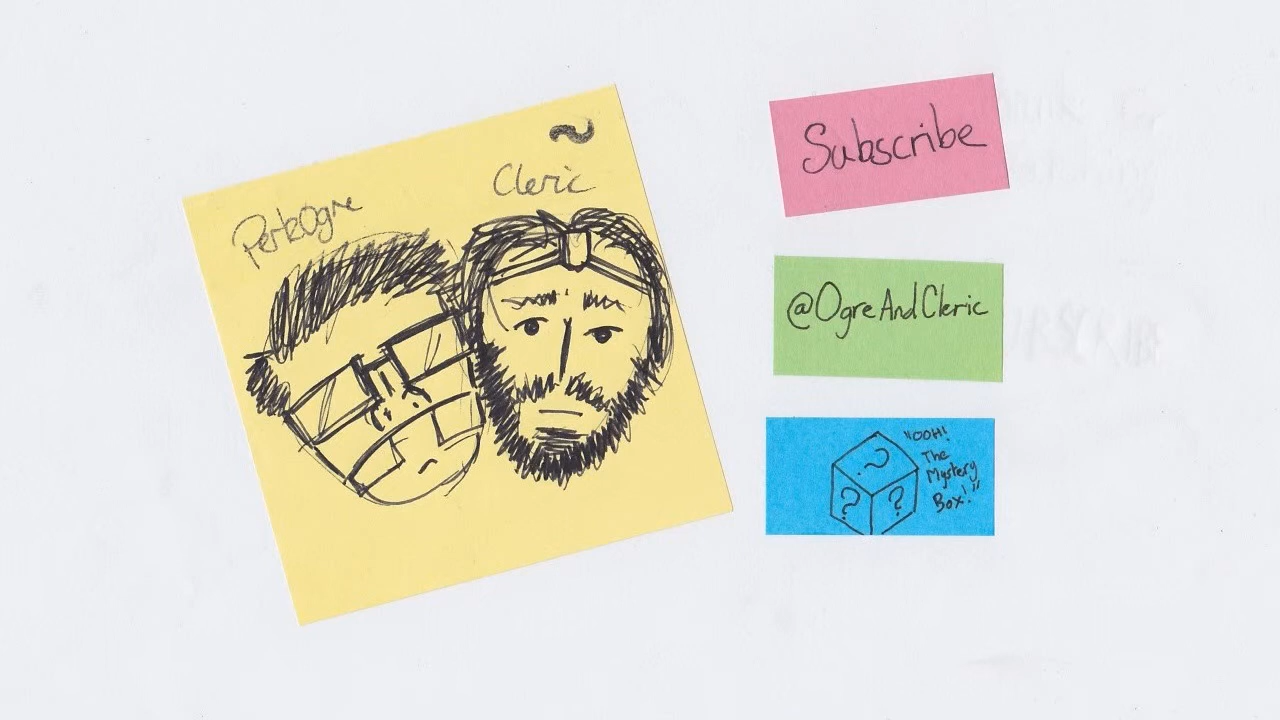 PerkOgre
~
Cleric
Subscribe
@OgreAndCleric
"OOH!
The
Mystery
Box!"
?
? ?